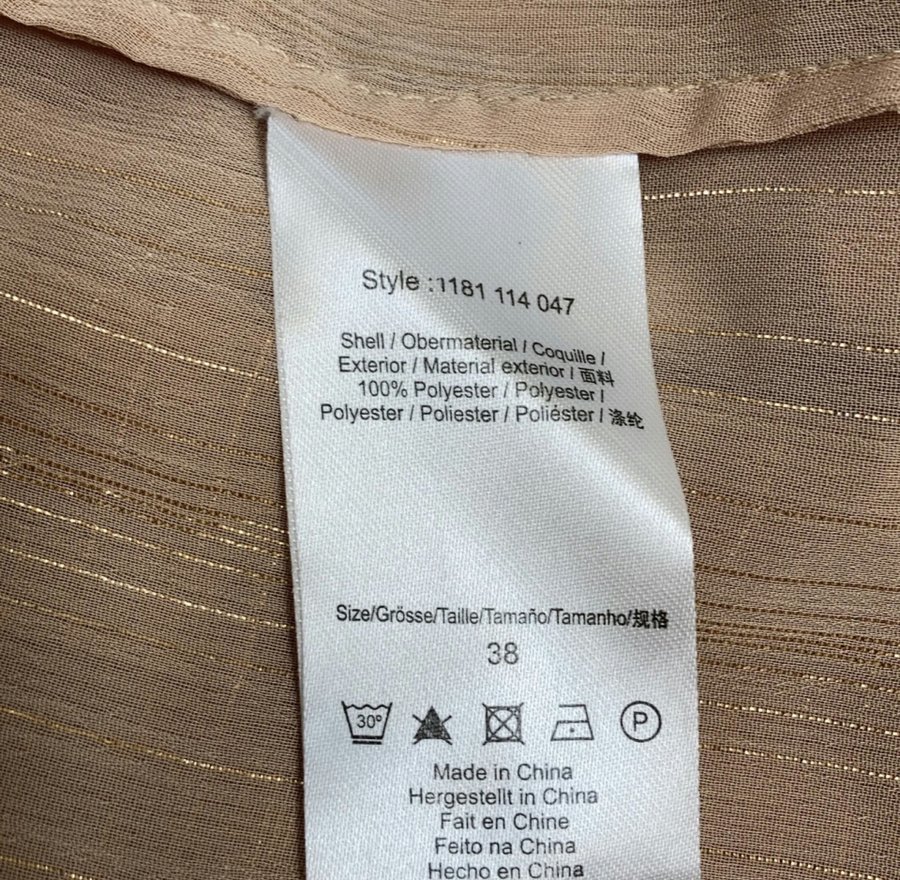 Style :1181 114 047
Shell / Obermaterial / Coquille /
Exterior / Material exterior / 面料
100% Polyester / Polyester /
Polyester / Poliester / Poliéster / 涤纶
Size/Grösse/Taille/Tamaño/Tamanho/规格
38
30º
P
Made in China
Hergestellt in China
Fait en Chine
Feito na China
Hecho en China